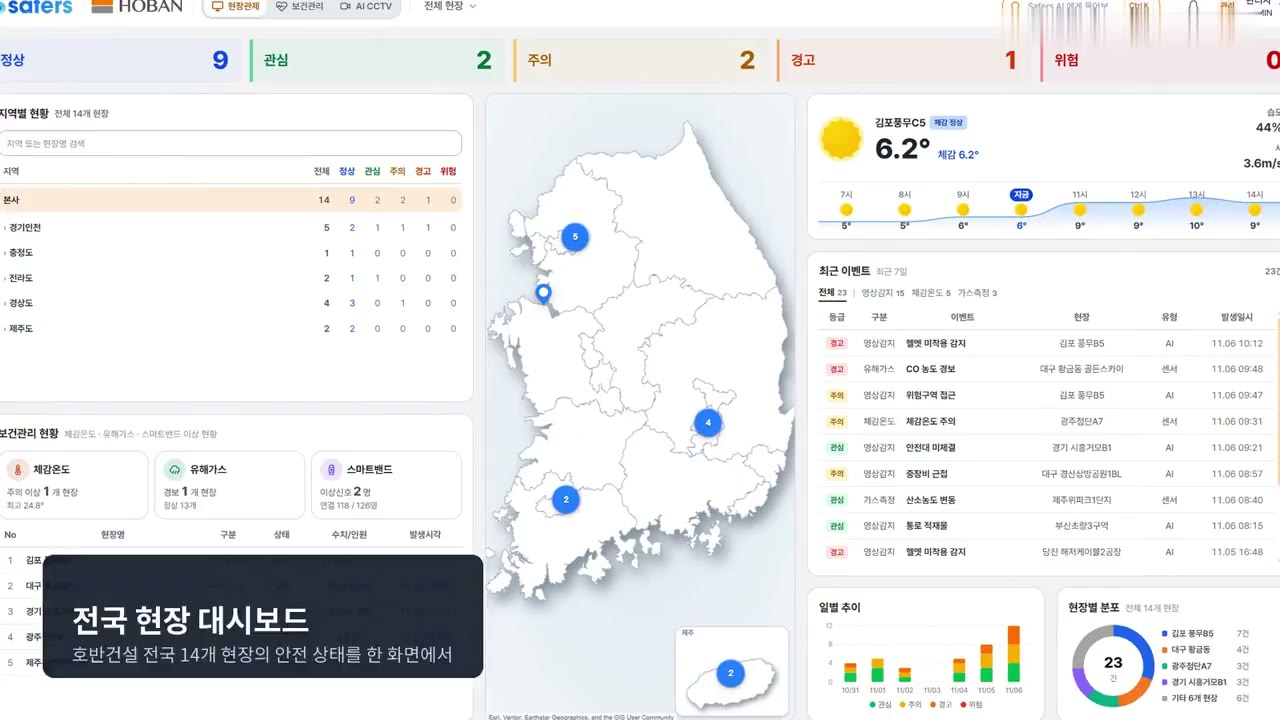 safers HOBAN 현장관제 보건관리 AI CCTV 전체 현장
정상 9 관심 2 주의 2 경고 1 위험 0
지역별 현황 전체 14개 현장
지역 또는 현장명 검색
지역 전체 정상 관심 주의 경고 위험
본사 14 9 2 2 1 0
경기인천 5 2 1 1 1 0
충청도 1 1 0 0 0 0
전라도 2 1 1 0 0 0
경상도 4 3 0 1 0 0
제주도 2 2 0 0 0 0
보건관리 현황 체감온도 · 유해가스 · 스마트밴드 이상 현황
체감온도
주의 이상 1 개 현장
최고 24.8°
유해가스
경보 1 개 현장
정상 13개
스마트밴드
이상신호 2 명
연결 118 / 126명
No 현장명 구분 상태 수치/인원 발생시각
1 김포
2 대구
3 경기
4 광주
5 제주
전국 현장 대시보드
호반건설 전국 14개 현장의 안전 상태를 한 화면에서
5
4
2
제주
2
Esri, Vantor, Earthstar Geographics, and the GIS User Community
김포풍무C5 체감 정상
6.2° 체감 6.2°
44%
3.6m/s
7시 8시 9시 지금 11시 12시 13시 14시
5° 5° 6° 6° 9° 9° 10° 9°
최근 이벤트 최근 7일 23건
전체 23 | 영상감지 15 체감온도 5 가스측정 3
등급 구분 이벤트 현장 유형 발생일시
경고 영상감지 헬멧 미착용 감지 김포 풍무B5 AI 11.06 10:12
경고 유해가스 CO 농도 경보 대구 황금동 골든스카이 센서 11.06 09:48
주의 영상감지 위험구역 접근 김포 풍무B5 AI 11.06 09:47
주의 체감온도 체감온도 주의 광주첨단A7 센서 11.06 09:31
관심 영상감지 안전대 미체결 경기 시흥거모B1 AI 11.06 09:21
주의 영상감지 중장비 근접 대구 경산상방공원1BL AI 11.06 08:57
관심 가스측정 산소농도 변동 제주위파크1단지 센서 11.06 08:40
관심 영상감지 통로 적재물 부산초량3구역 AI 11.06 08:15
경고 영상감지 헬멧 미착용 감지 당진 해저케이블2공장 AI 11.05 16:48
일별 추이
12
8
4
0
10/31 11/01 11/02 11/03 11/04 11/05 11/06
관심 주의 경고 위험
현장별 분포 전체 14개 현장
23
건
김포 풍무B5 7건
대구 황금동 4건
광주첨단A7 3건
경기 시흥거모B1 3건
기타 6개 현장 6건